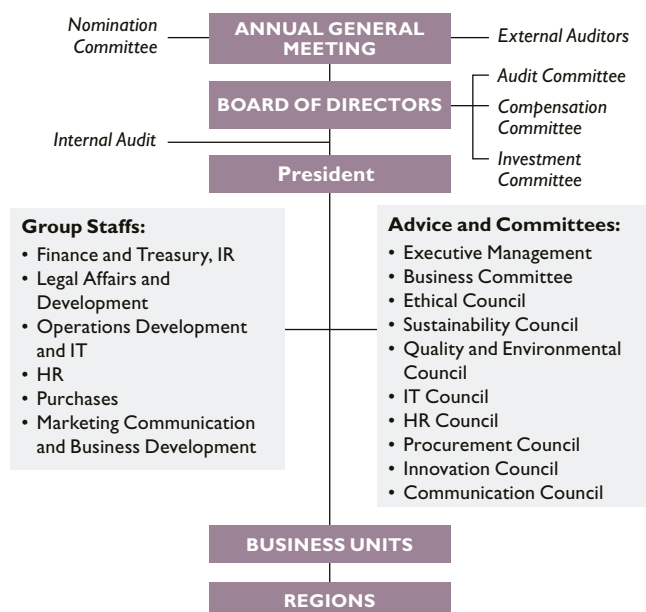 Nomination
Committee
ANNUAL GENERAL
MEETING
External Auditors
BOARD OF DIRECTORS
Audit Committee
Compensation
Committee
Investment
Committee
Internal Audit
President
Group Staffs:
• Finance and Treasury, IR
• Legal Affairs and
Development
• Operations Development
and IT
• HR
• Purchases
• Marketing Communication
and Business Development
Advice and Committees:
• Executive Management
• Business Committee
• Ethical Council
• Sustainability Council
• Quality and Environmental
Council
• IT Council
• HR Council
• Procurement Council
• Innovation Council
• Communication Council
BUSINESS UNITS
REGIONS